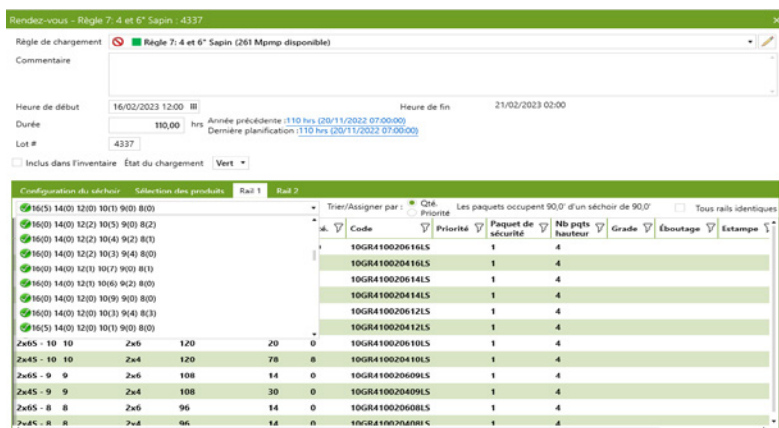 Rendez-vous - Règle 7: 4 et 6" Sapin : 4337
Règle de chargement Règle 7: 4 et 6" Sapin (261 Mpmp disponible)
Commentaire
Heure de début 16/02/2023 12:00 Heure de fin 21/02/2023 02:00
Durée 110,00 hrs Année précédente :110 hrs (20/11/2022 07:00:00)
Dernière planification :110 hrs (20/11/2022 07:00:00)
Lot # 4337
Inclus dans l'inventaire État du chargement Vert
Configuration du séchoir Sélection des produits Rail 1 Rail 2
16(5) 14(0) 12(0) 10(1) 9(0) 8(0) Trier/Assigner par : Qté. Priorité Les paquets occupent 90,0' d'un séchoir de 90,0' Tous rails identiques
Code Priorité Paquet de sécurité Nb pqts hauteur Grade Éboutage Estampe
16(0) 14(0) 12(2) 10(5) 9(0) 8(2) 10GR410020616LS 1 4
16(0) 14(0) 12(2) 10(4) 9(2) 8(1) 10GR410020416LS 1 4
16(0) 14(0) 12(2) 10(3) 9(4) 8(0) 10GR410020614LS 1 4
16(0) 14(0) 12(1) 10(7) 9(0) 8(1) 10GR410020414LS 1 4
16(0) 14(0) 12(1) 10(6) 9(2) 8(0) 10GR410020612LS 1 4
16(0) 14(0) 12(0) 10(9) 9(0) 8(0) 10GR410020412LS 1 4
16(0) 14(0) 12(0) 10(3) 9(4) 8(3)
16(5) 14(0) 12(0) 10(1) 9(0) 8(0)
2x6S - 10 10 2x6 120 20 0 10GR410020610LS 1 4
2x4S - 10 10 2x4 120 78 8 10GR410020410LS 1 4
2x6S - 9 9 2x6 108 14 0 10GR410020609LS 1 4
2x4S - 9 9 2x4 108 30 0 10GR410020409LS 1 4
2x6S - 8 8 2x6 96 14 0 10GR410020608LS 1 4
2x4S - 8 8 2x4 96 14 0 10GR410020408LS 1 4